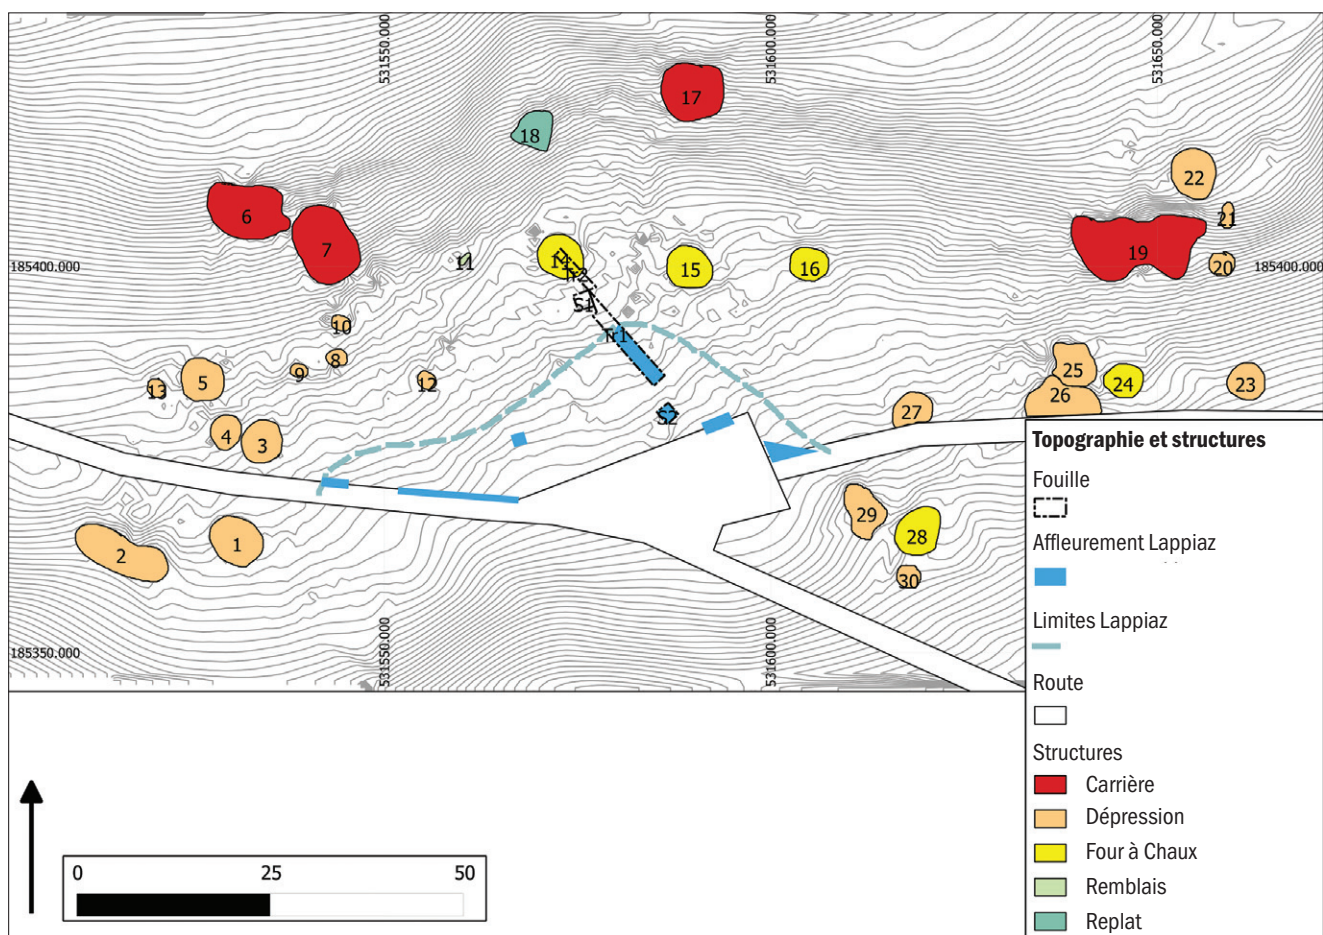 531550.000
531600.000
531650.000
17
18
22
6
21
7
19
14
15
16
11
20
185400.000
185400.000
Tr2
S1
Tr1
10
8
9
12
5
13
25
24
23
26
27
S2
4
3
29
28
1
2
30
185350.000
531550.000
531600.000
Topographie et structures
Fouille
Affleurement Lappiaz
Limites Lappiaz
Route
Structures
Carrière
Dépression
Four à Chaux
Remblais
Replat
0 25 50